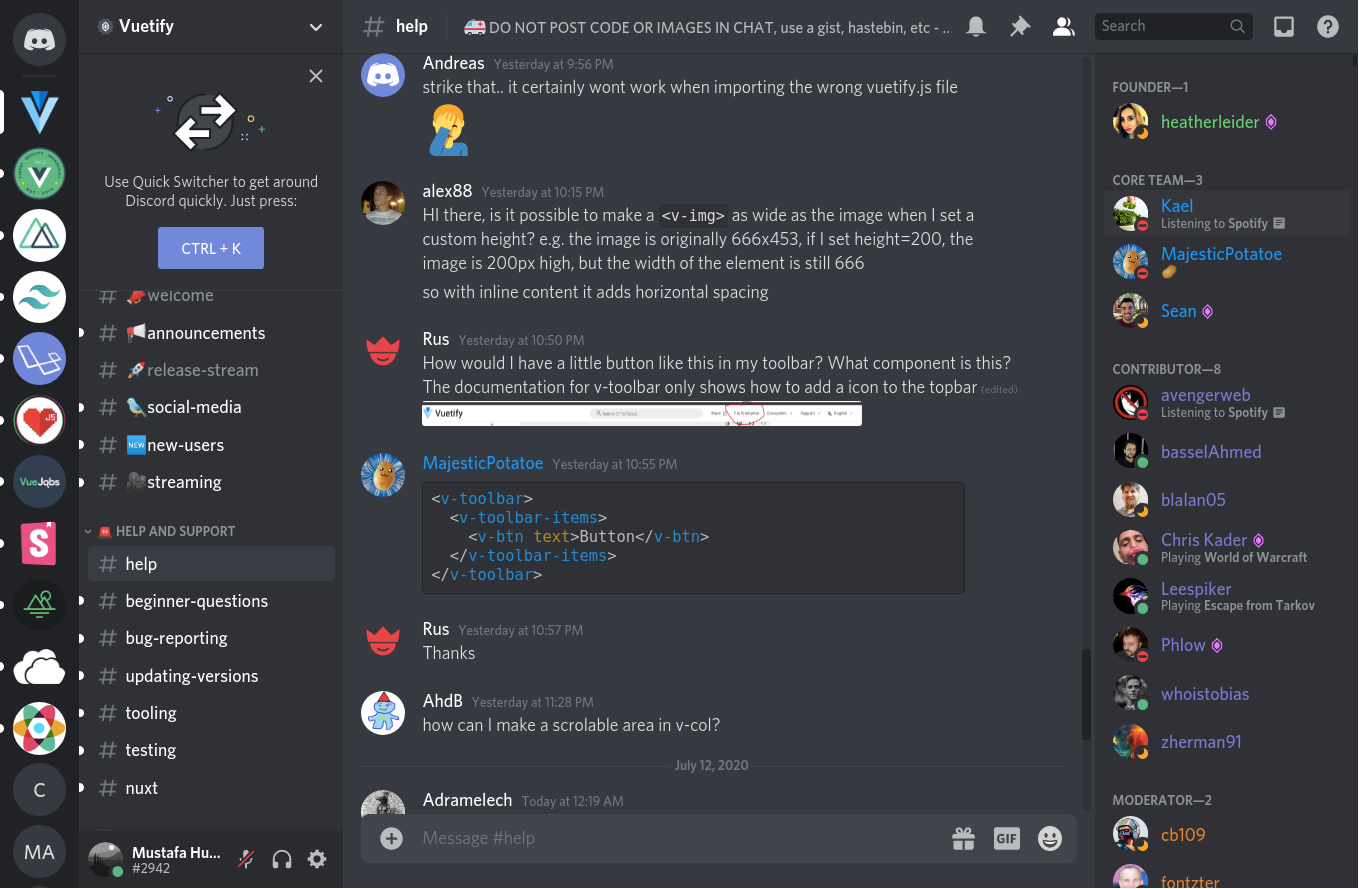 Vuetify
Use Quick Switcher to get around
Discord quickly. Just press:
CTRL + K
welcome
announcements
release-stream
social-media
new-users
streaming
HELP AND SUPPORT
help
beginner-questions
bug-reporting
updating-versions
tooling
testing
nuxt
VueJobs
JS
S
C
MA
Mustafa Hu...
#2942
help
DO NOT POST CODE OR IMAGES IN CHAT, use a gist, hastebin, etc - ...
Search
Andreas Yesterday at 9:56 PM
strike that.. it certainly wont work when importing the wrong vuetify.js file
alex88 Yesterday at 10:15 PM
HI there, is it possible to make a <v-img> as wide as the image when I set a
custom height? e.g. the image is originally 666x453, if I set height=200, the
image is 200px high, but the width of the element is still 666
so with inline content it adds horizontal spacing
Rus Yesterday at 10:50 PM
How would I have a little button like this in my toolbar? What component is this?
The documentation for v-toolbar only shows how to add a icon to the topbar (edited)
Vuetify
Support
English
MajesticPotatoe Yesterday at 10:55 PM
<v-toolbar>
<v-toolbar-items>
<v-btn text>Button</v-btn>
</v-toolbar-items>
</v-toolbar>
Rus Yesterday at 10:57 PM
Thanks
AhdB Yesterday at 11:28 PM
how can I make a scrolable area in v-col?
July 12, 2020
Adramelech Today at 12:19 AM
Message #help
GIF
FOUNDER—1
heatherleider
CORE TEAM—3
Kael
Listening to Spotify
MajesticPotatoe
Sean
CONTRIBUTOR—8
avengerweb
Listening to Spotify
basselAhmed
blalan05
Chris Kader
Playing World of Warcraft
Leespiker
Playing Escape from Tarkov
Phlow
whoistobias
zherman91
MODERATOR—2
cb109
fontzter